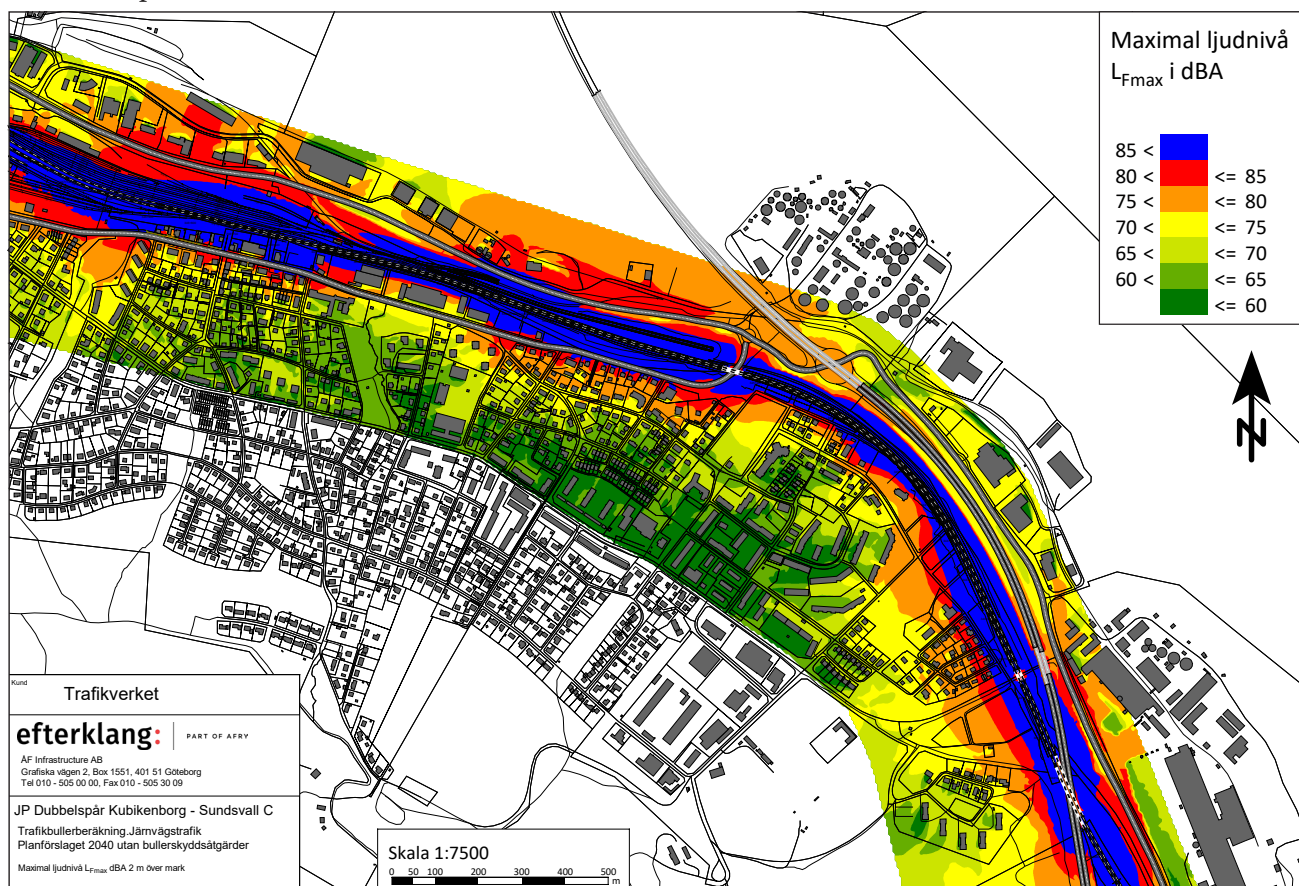 Maximal ljudnivå
LFmax i dBA
85 <
80 < <= 85
75 < <= 80
70 < <= 75
65 < <= 70
60 < <= 65
<= 60
N
Kund
Trafikverket
efterklang: PART OF AFRY
ÅF Infrastructure AB
Grafiska vägen 2, Box 1551, 401 51 Göteborg
Tel 010 - 505 00 00, Fax 010 - 505 30 09
JP Dubbelspår Kubikenborg - Sundsvall C
Trafikbullerberäkning.Järnvägstrafik
Planförslaget 2040 utan bullerskyddsåtgärder
Maximal ljudnivå LFmax dBA 2 m över mark
Skala 1:7500
0 50 100 200 300 400 500
m